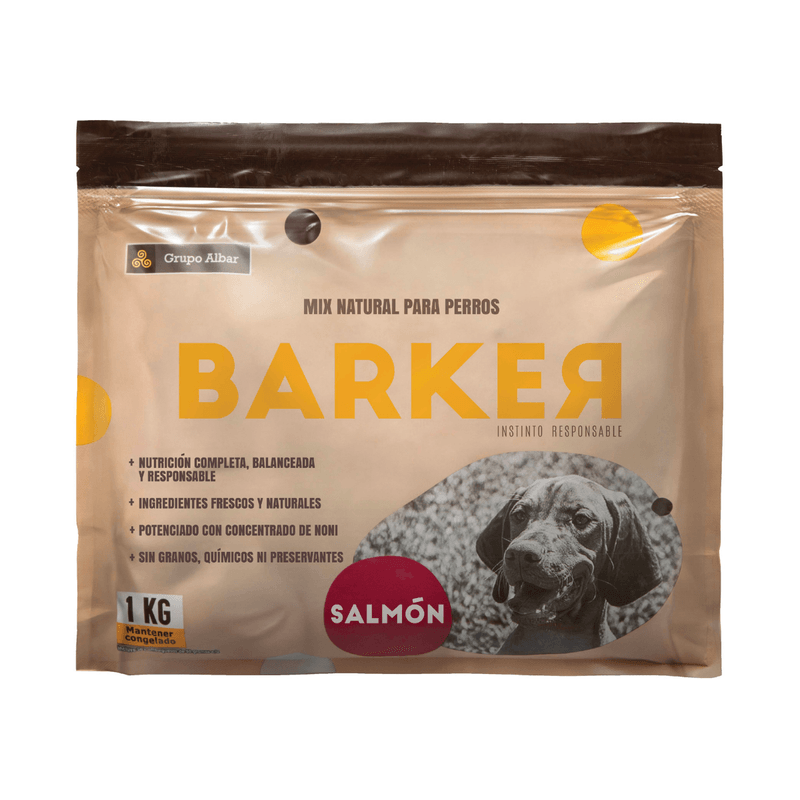 Grupo Albar
MIX NATURAL PARA PERROS
BARKER
INSTINTO RESPONSABLE
+ NUTRICIÓN COMPLETA, BALANCEADA
Y RESPONSABLE
+ INGREDIENTES FRESCOS Y NATURALES
+ POTENCIADO CON CONCENTRADO DE NONI
+ SIN GRANOS, QUÍMICOS NI PRESERVANTES
SALMÓN
1 KG
Mantener
congelado